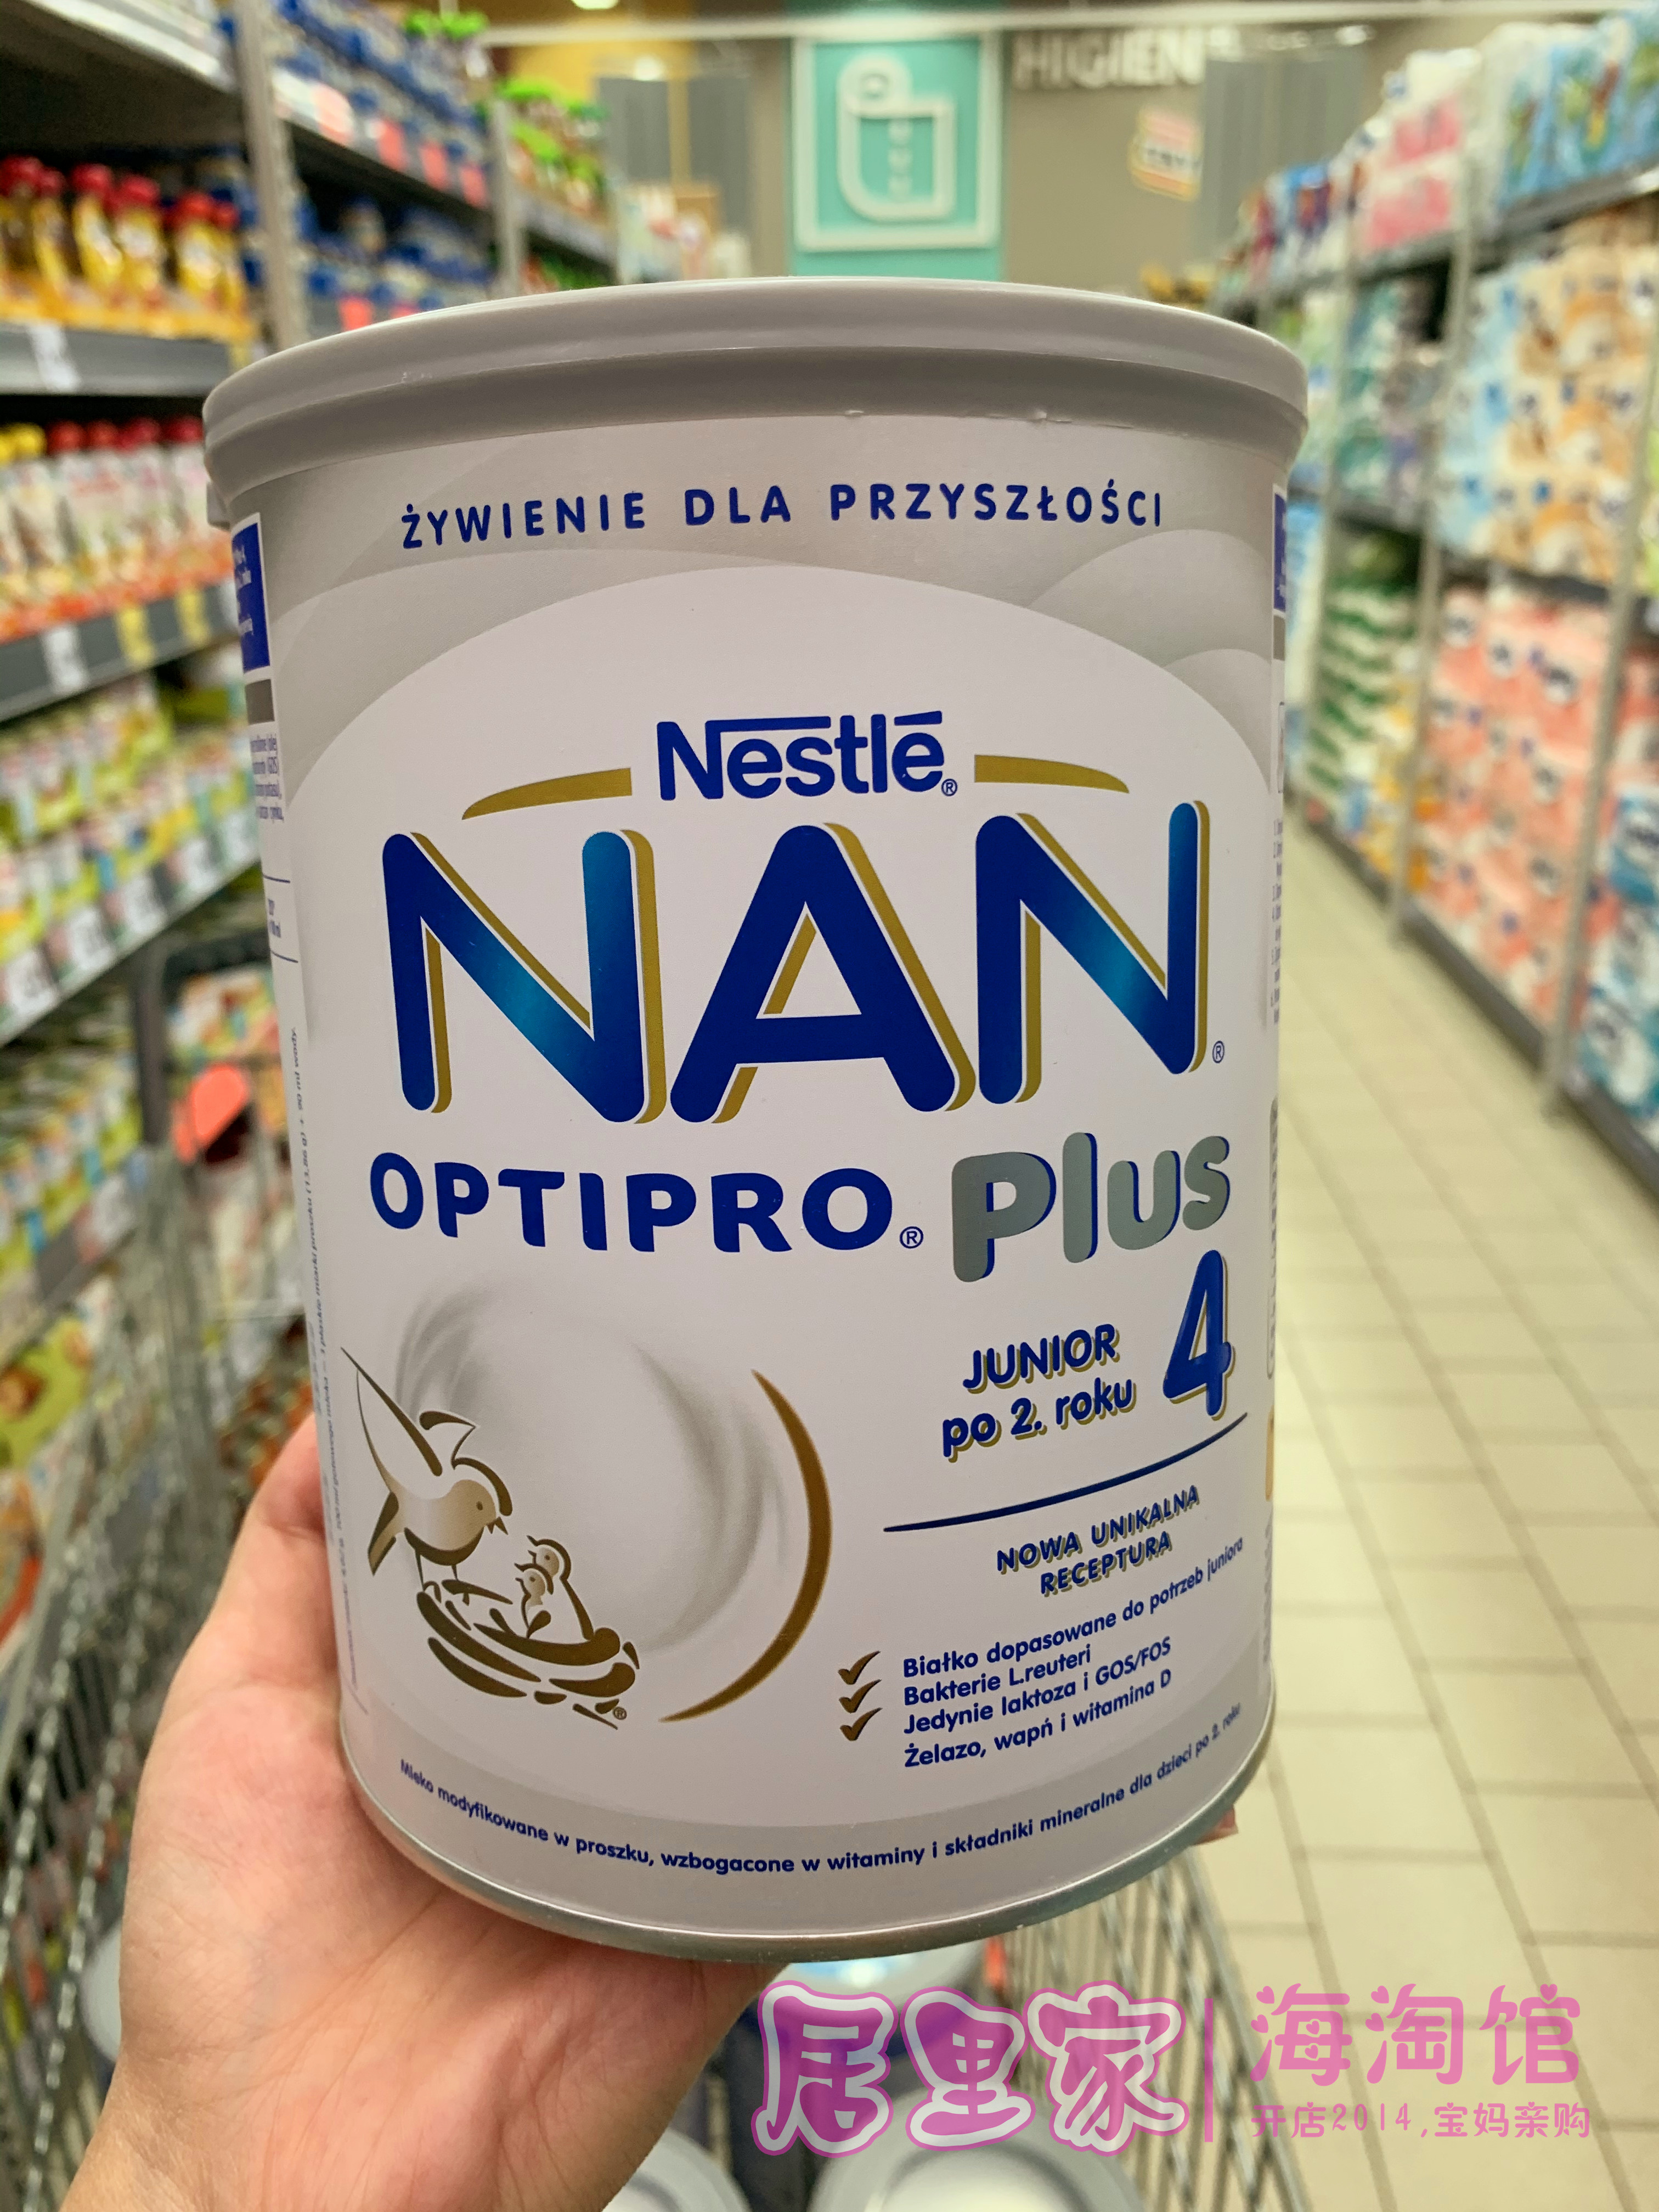 HIGIEN
ŻYWIENIE DLA PRZYSZŁOŚCI
Nestlé®
NAN®
OPTIPRO® Plus
JUNIOR 4
po 2. roku
NOWA UNIKALNA
RECEPTURA
Białko dopasowane do potrzeb juniora
Bakterie L.reuteri
Jedynie laktoza i GOS/FOS
Żelazo, wapń i witamina D
Mleko modyfikowane w proszku, wzbogacone w witaminy i składniki mineralne dla dzieci po 2. roku
居里家 海淘馆
开店2014,宝妈亲购